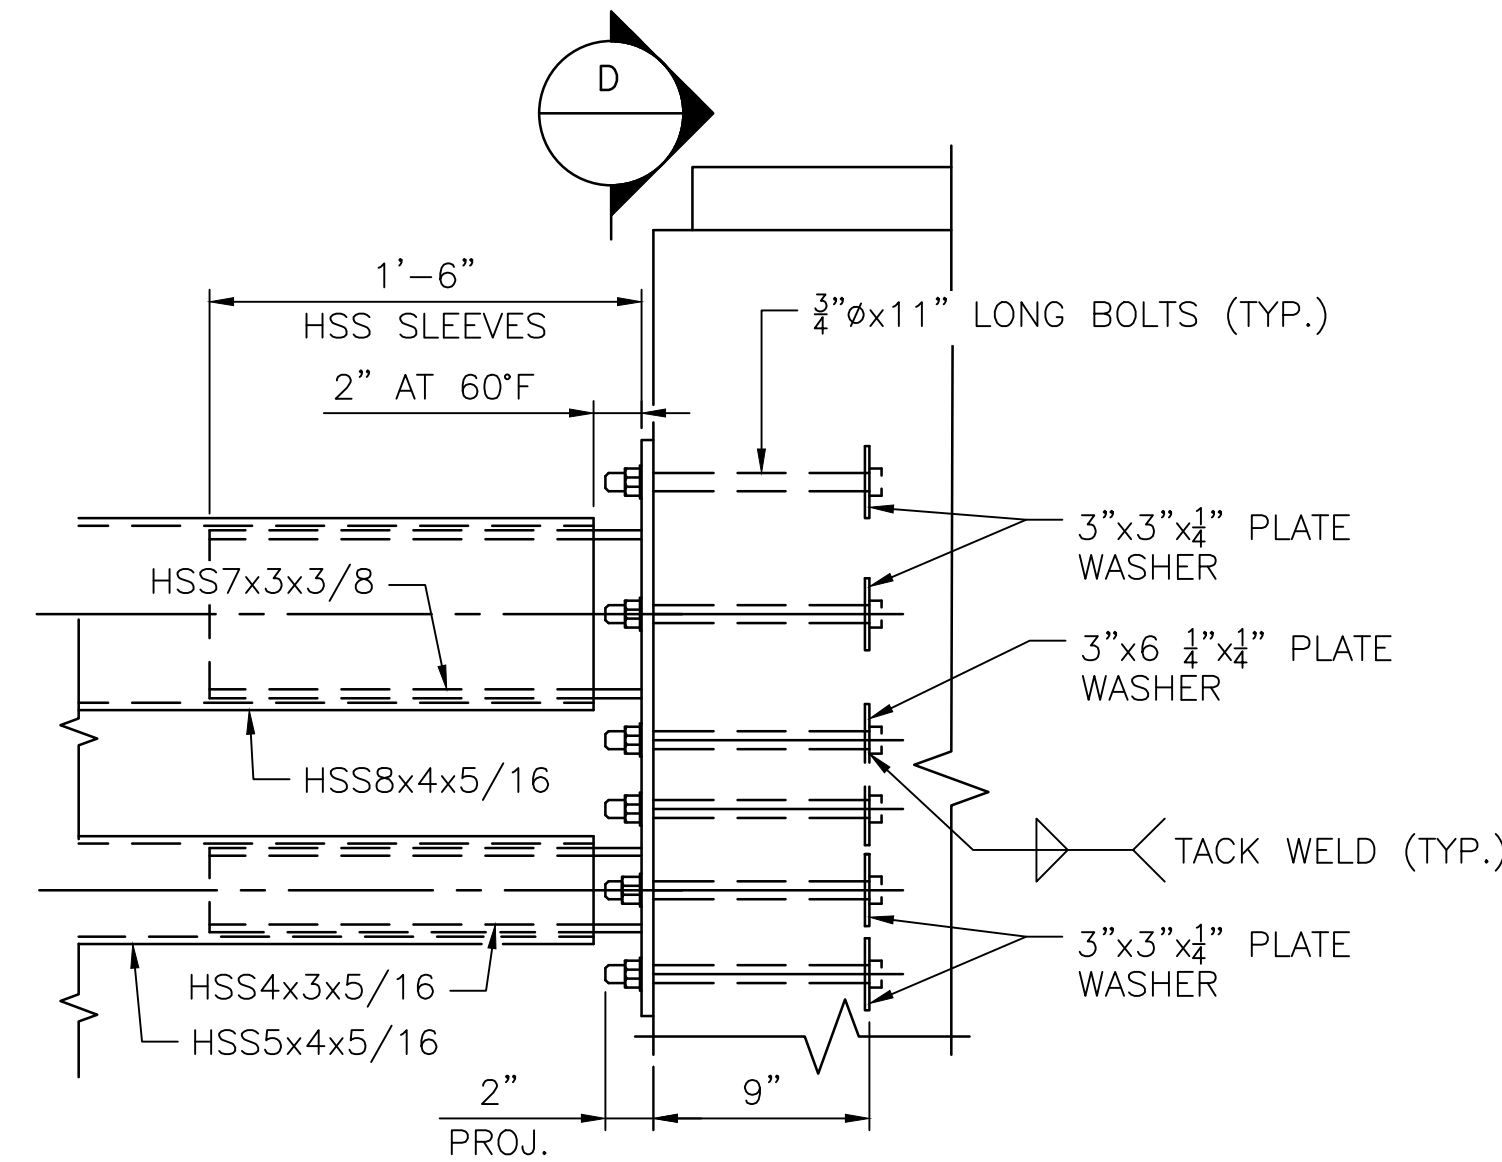 D
1'-6"
HSS SLEEVES
2" AT 60°F
3/4"øx11" LONG BOLTS (TYP.)
3"x3"x1/4" PLATE
WASHER
HSS7x3x3/8
3"x6 1/4"x1/4" PLATE
WASHER
HSS8x4x5/16
TACK WELD (TYP.)
3"x3"x1/4" PLATE
WASHER
HSS4x3x5/16
HSS5x4x5/16
2"
PROJ.
9"